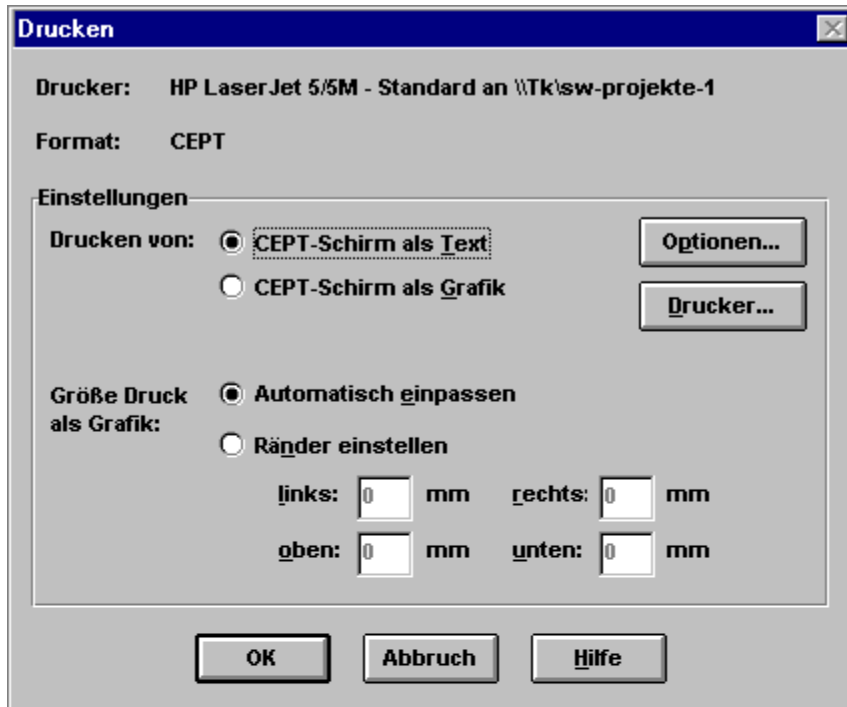 Drucken
Drucker: HP LaserJet 5/5M - Standard an \\Tk\sw-projekte-1
Format: CEPT
Einstellungen
Drucken von: CEPT-Schirm als Text Optionen...
CEPT-Schirm als Grafik
Drucker...
Größe Druck als Grafik: Automatisch einpassen
Ränder einstellen
links: 0 mm rechts: 0 mm
oben: 0 mm unten: 0 mm
OK Abbruch Hilfe